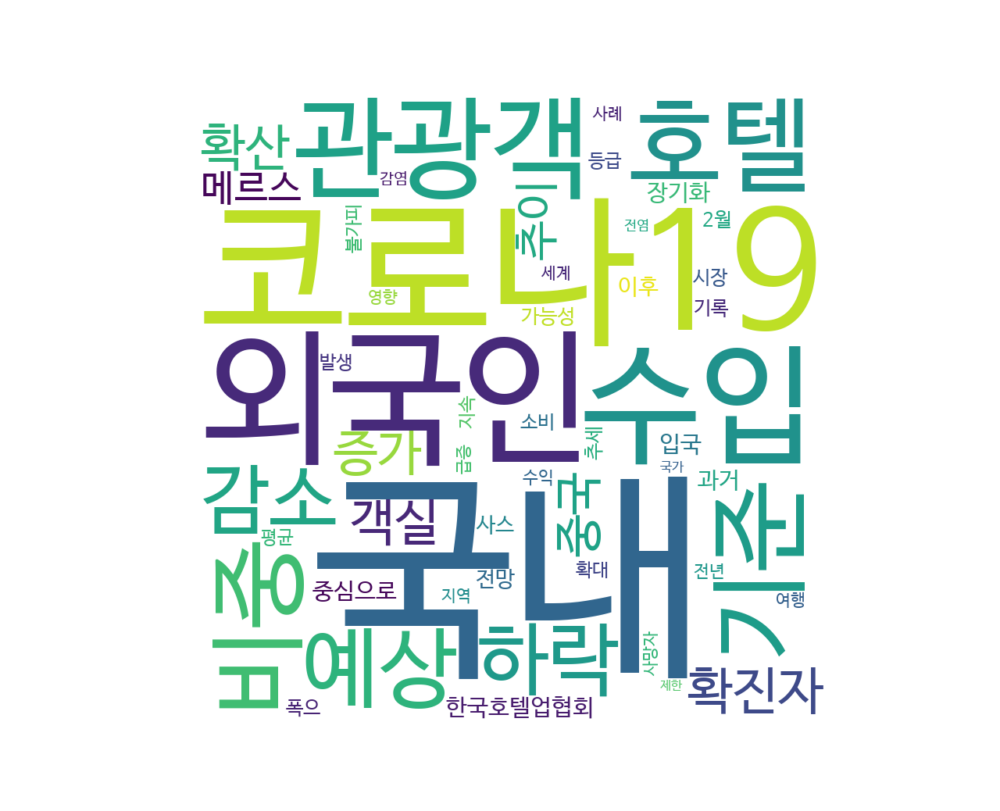 사례
관광객
호텔
확산
등급
메르스
감염
장기화
추이
불가피
2월
전염
코로나19
세계
시장
이후
영향
기록
가능성
외국인
수입
발생
지속
소비
추세
입국
증가
급증
국가
감소
수익
과거
객실
중국
기준
국내
사스
평균
비중
확대
전년
전망
중심으로
지역
여행
예상
하락
사망자
확진자
제한
폭으
한국호텔업협회